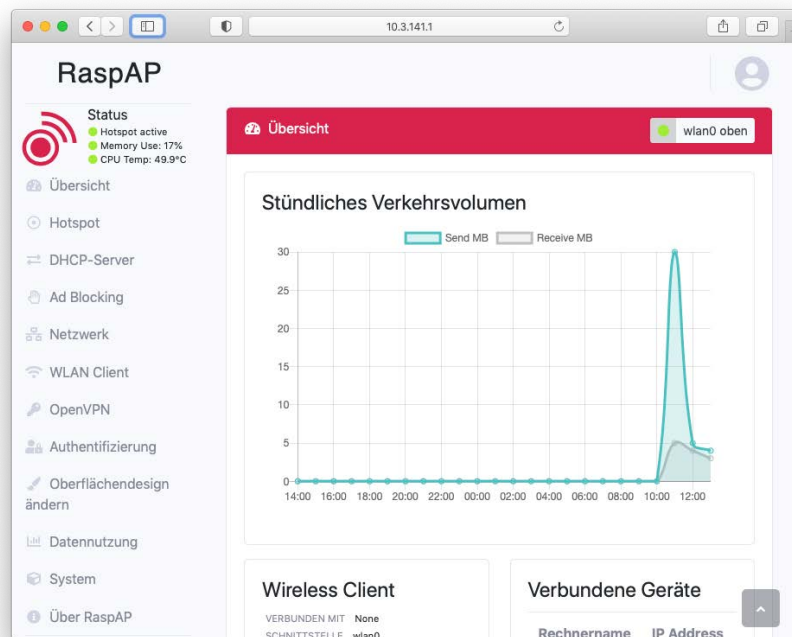 10.3.141.1
RaspAP
Status
Hotspot active
Memory Use: 17%
CPU Temp: 49.9°C
Übersicht
Hotspot
DHCP-Server
Ad Blocking
Netzwerk
WLAN Client
OpenVPN
Authentifizierung
Oberflächendesign
ändern
Datennutzung
System
Über RaspAP
Übersicht
wlan0 oben
Stündliches Verkehrsvolumen
Send MB Receive MB
30
25
20
15
10
5
0
14:00 16:00 18:00 20:00 22:00 00:00 02:00 04:00 06:00 08:00 10:00 12:00
Wireless Client
VERBUNDEN MIT None
SCHNITTSTELLE wlan0
Verbundene Geräte
Rechnername IP Address